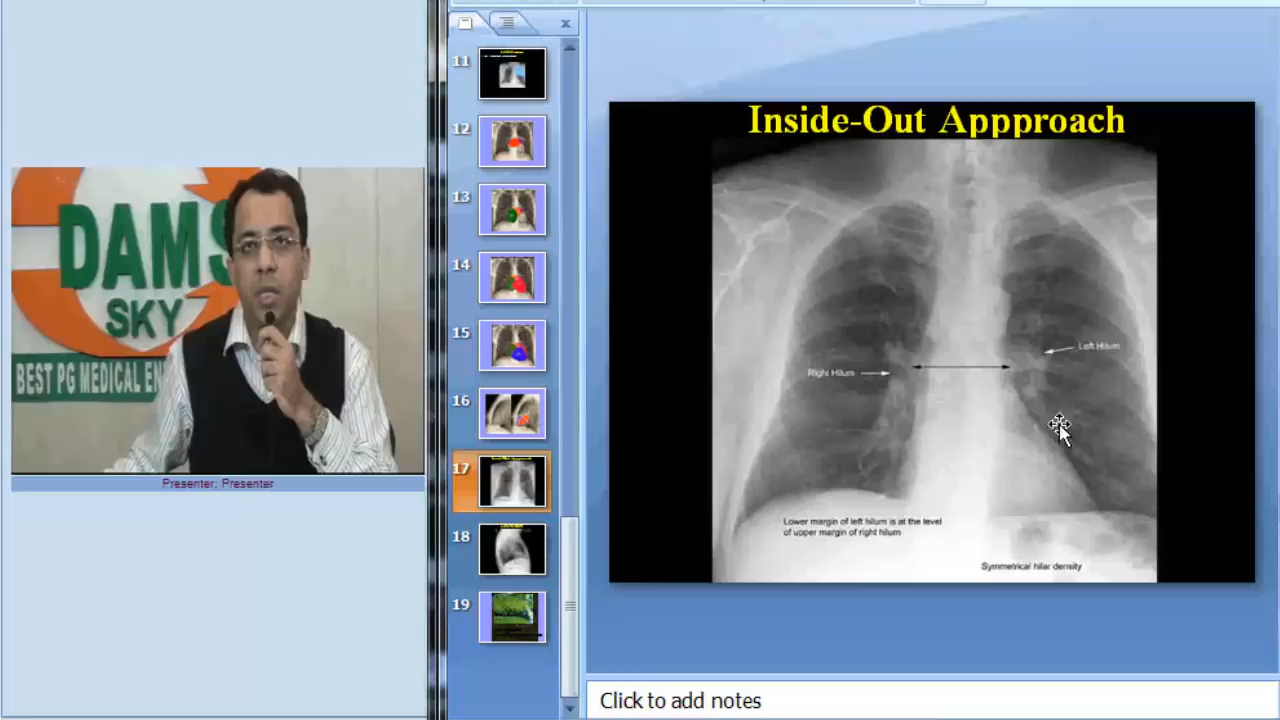 DAMS
SKY
BEST PG MEDICAL EN
Presenter: Presenter
11
12
13
14
15
16
17
18
19
Inside-Out Appproach
Right Hilum
Left Hilum
Lower margin of left hilum is at the level
of upper margin of right hilum
Symmetrical hilar density
Click to add notes